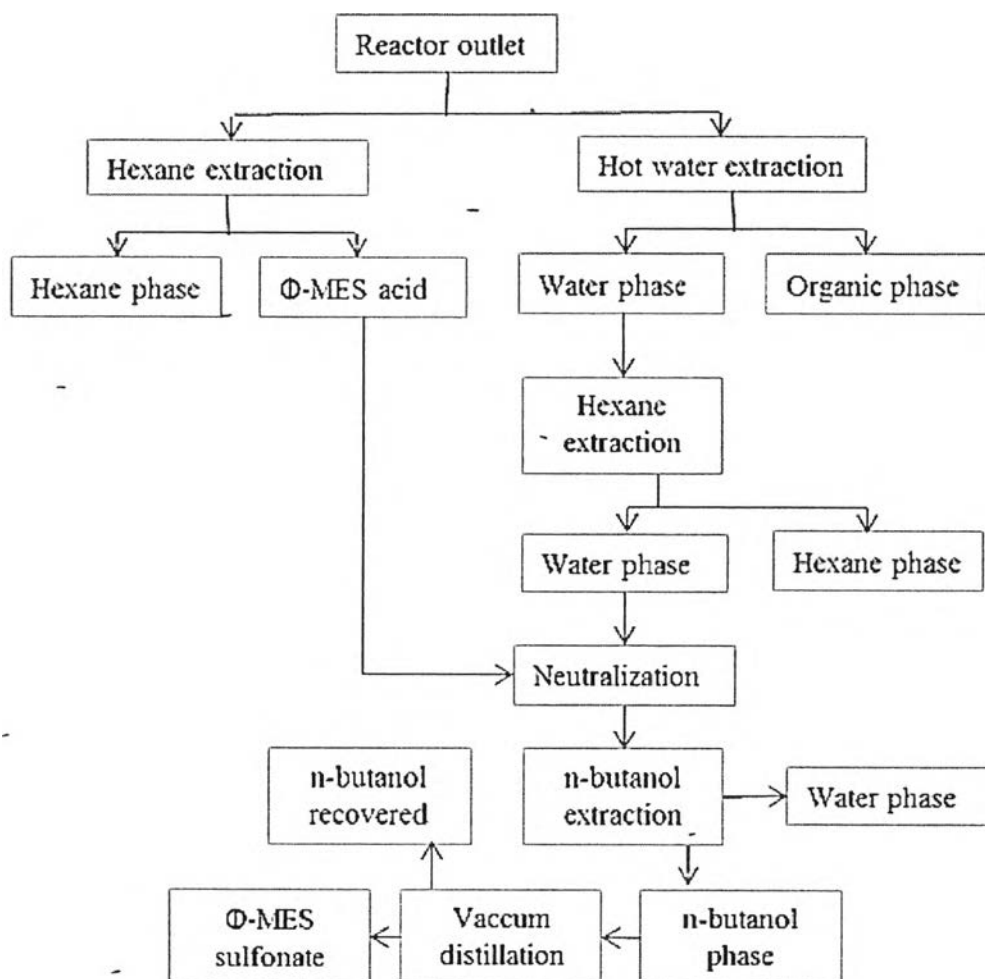 Reactor outlet
Hexane extraction
Hot water extraction
Hexane phase
Φ-MES acid
Water phase
Organic phase
Hexane
extraction
Water phase
Hexane phase
Neutralization
n-butanol
recovered
n-butanol
extraction
Water phase
Φ-MES
sulfonate
Vaccum
distillation
n-butanol
phase